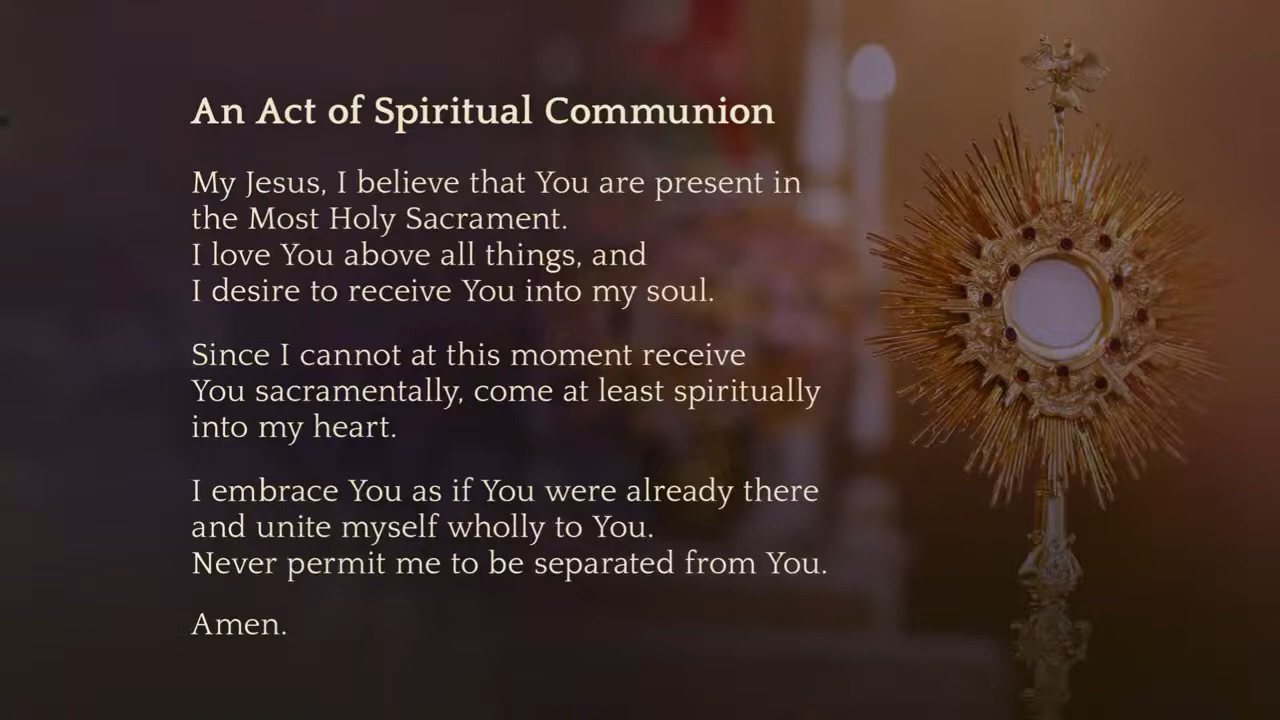 An Act of Spiritual Communion
My Jesus, I believe that You are present in
the Most Holy Sacrament.
I love You above all things, and
I desire to receive You into my soul.
Since I cannot at this moment receive
You sacramentally, come at least spiritually
into my heart.
I embrace You as if You were already there
and unite myself wholly to You.
Never permit me to be separated from You.
Amen.